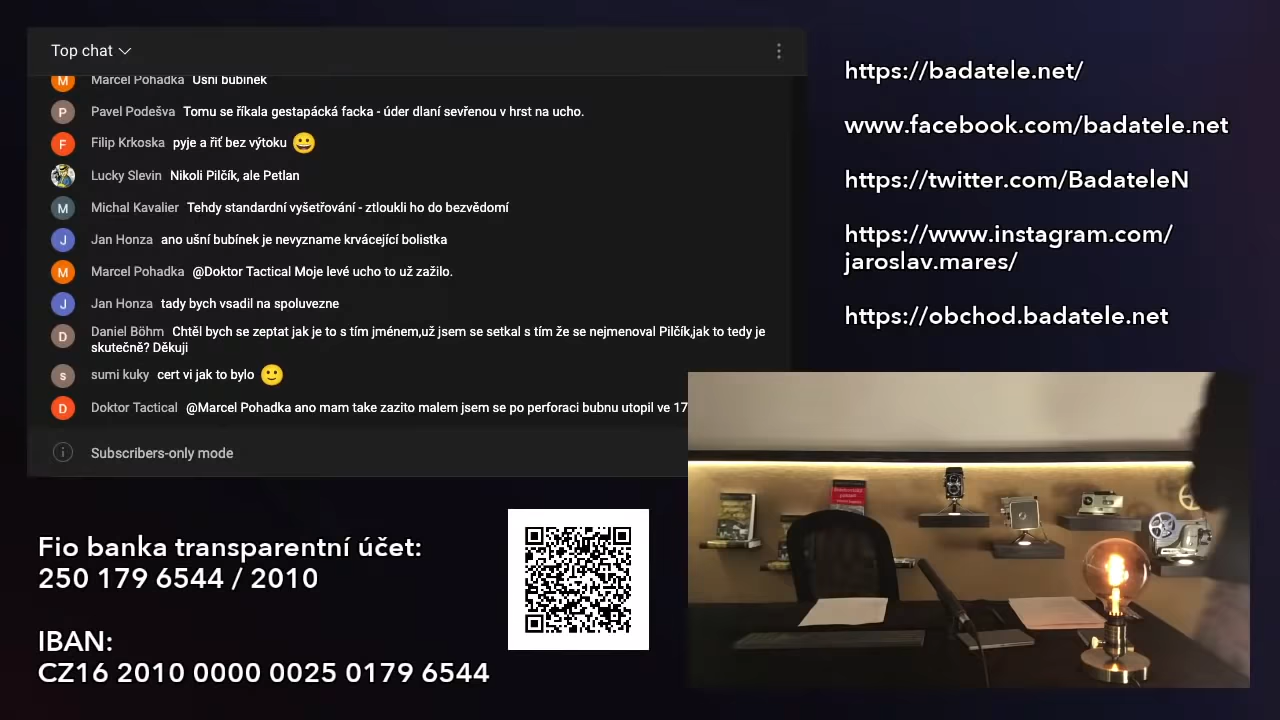 Top chat
Marcel Pohadka Ušní bubínek
Pavel Podešva Tomu se říkala gestapácká facka - úder dlaní sevřenou v hrst na ucho.
Filip Krkoska pyje a řiť bez výtoku
Lucky Slevin Nikoli Pilčík, ale Petlan
Michal Kavalier Tehdy standardní vyšetřování - ztloukli ho do bezvědomí
Jan Honza ano ušní bubínek je nevyzname krvácející bolistka
Marcel Pohadka @Doktor Tactical Moje levé ucho to už zažilo.
Jan Honza tady bych vsadil na spoluvezne
Daniel Böhm Chtěl bych se zeptat jak je to s tím jménem,už jsem se setkal s tím že se nejmenoval Pilčík,jak to tedy je
skutečně? Děkuji
sumi kuky cert vi jak to bylo
Doktor Tactical @Marcel Pohadka ano mam take zazito malem jsem se po perforaci bubnu utopil ve 17
Subscribers-only mode
https://badatele.net/
www.facebook.com/badatele.net
https://twitter.com/BadateleN
https://www.instagram.com/
jaroslav.mares/
https://obchod.badatele.net
Fio banka transparentní účet:
250 179 6544 / 2010
IBAN:
CZ16 2010 0000 0025 0179 6544